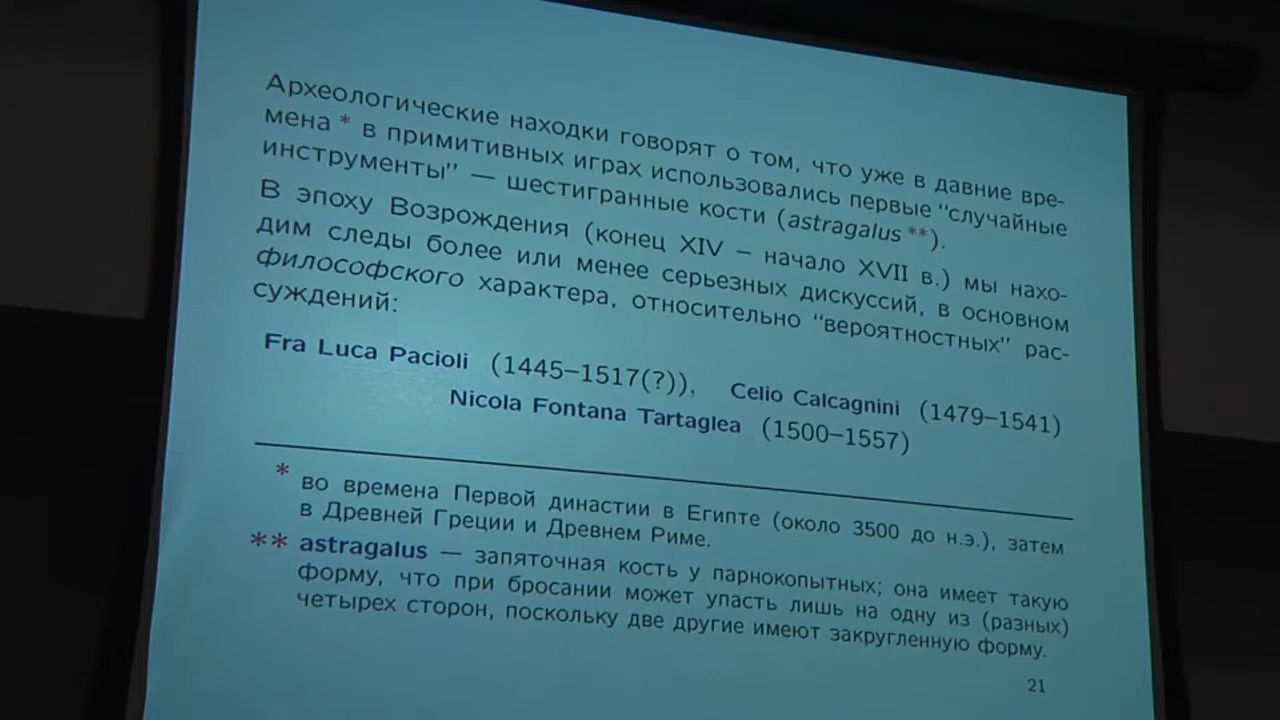 Археологические находки говорят о том, что уже в давние вре-
мена * в примитивных играх использовались первые "случайные
инструменты" — шестигранные кости (astragalus **).
В эпоху Возрождения (конец XIV – начало XVII в.) мы нахо-
дим следы более или менее серьезных дискуссий, в основном
философского характера, относительно "вероятностных" рас-
суждений:
Fra Luca Pacioli (1445–1517(?)), Celio Calcagnini (1479–1541)
Nicola Fontana Tartaglea (1500–1557)
* во времена Первой династии в Египте (около 3500 до н.э.), затем
в Древней Греции и Древнем Риме.
** astragalus — запяточная кость у парнокопытных; она имеет такую
форму, что при бросании может упасть лишь на одну из (разных)
четырех сторон, поскольку две другие имеют закругленную форму.
21